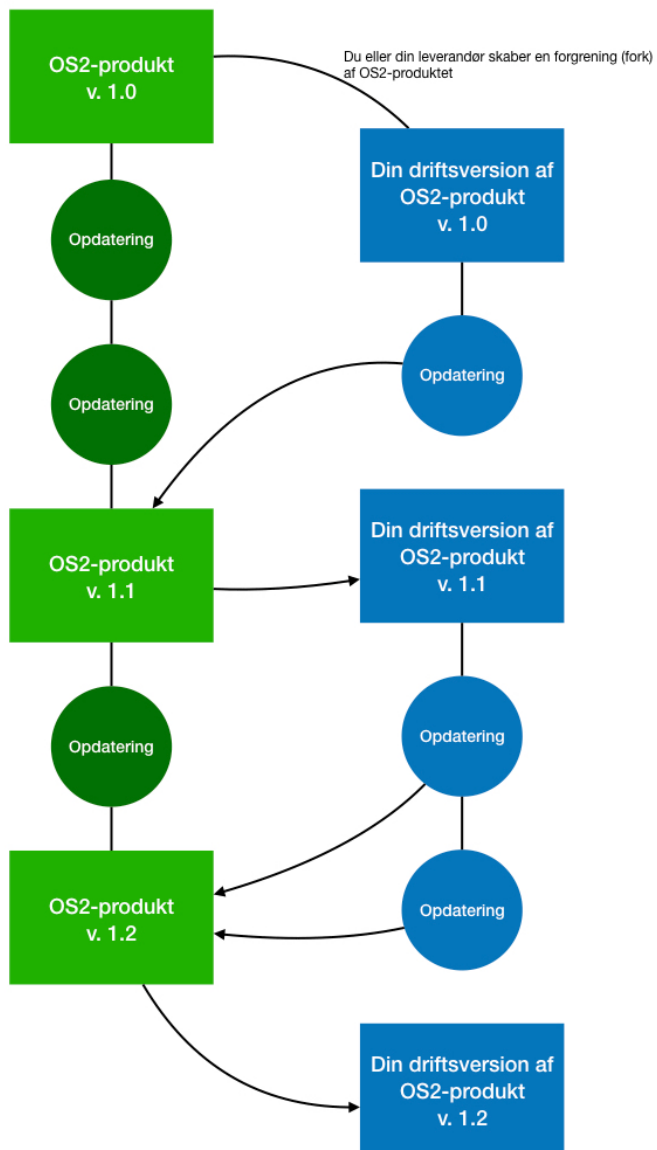 OS2-produkt
v. 1.0
Du eller din leverandør skaber en forgrening (fork)
af OS2-produktet
Din driftsversion af
OS2-produkt
v. 1.0
Opdatering
Opdatering
Opdatering
OS2-produkt
v. 1.1
Din driftsversion af
OS2-produkt
v. 1.1
Opdatering
Opdatering
OS2-produkt
v. 1.2
Opdatering
Din driftsversion af
OS2-produkt
v. 1.2